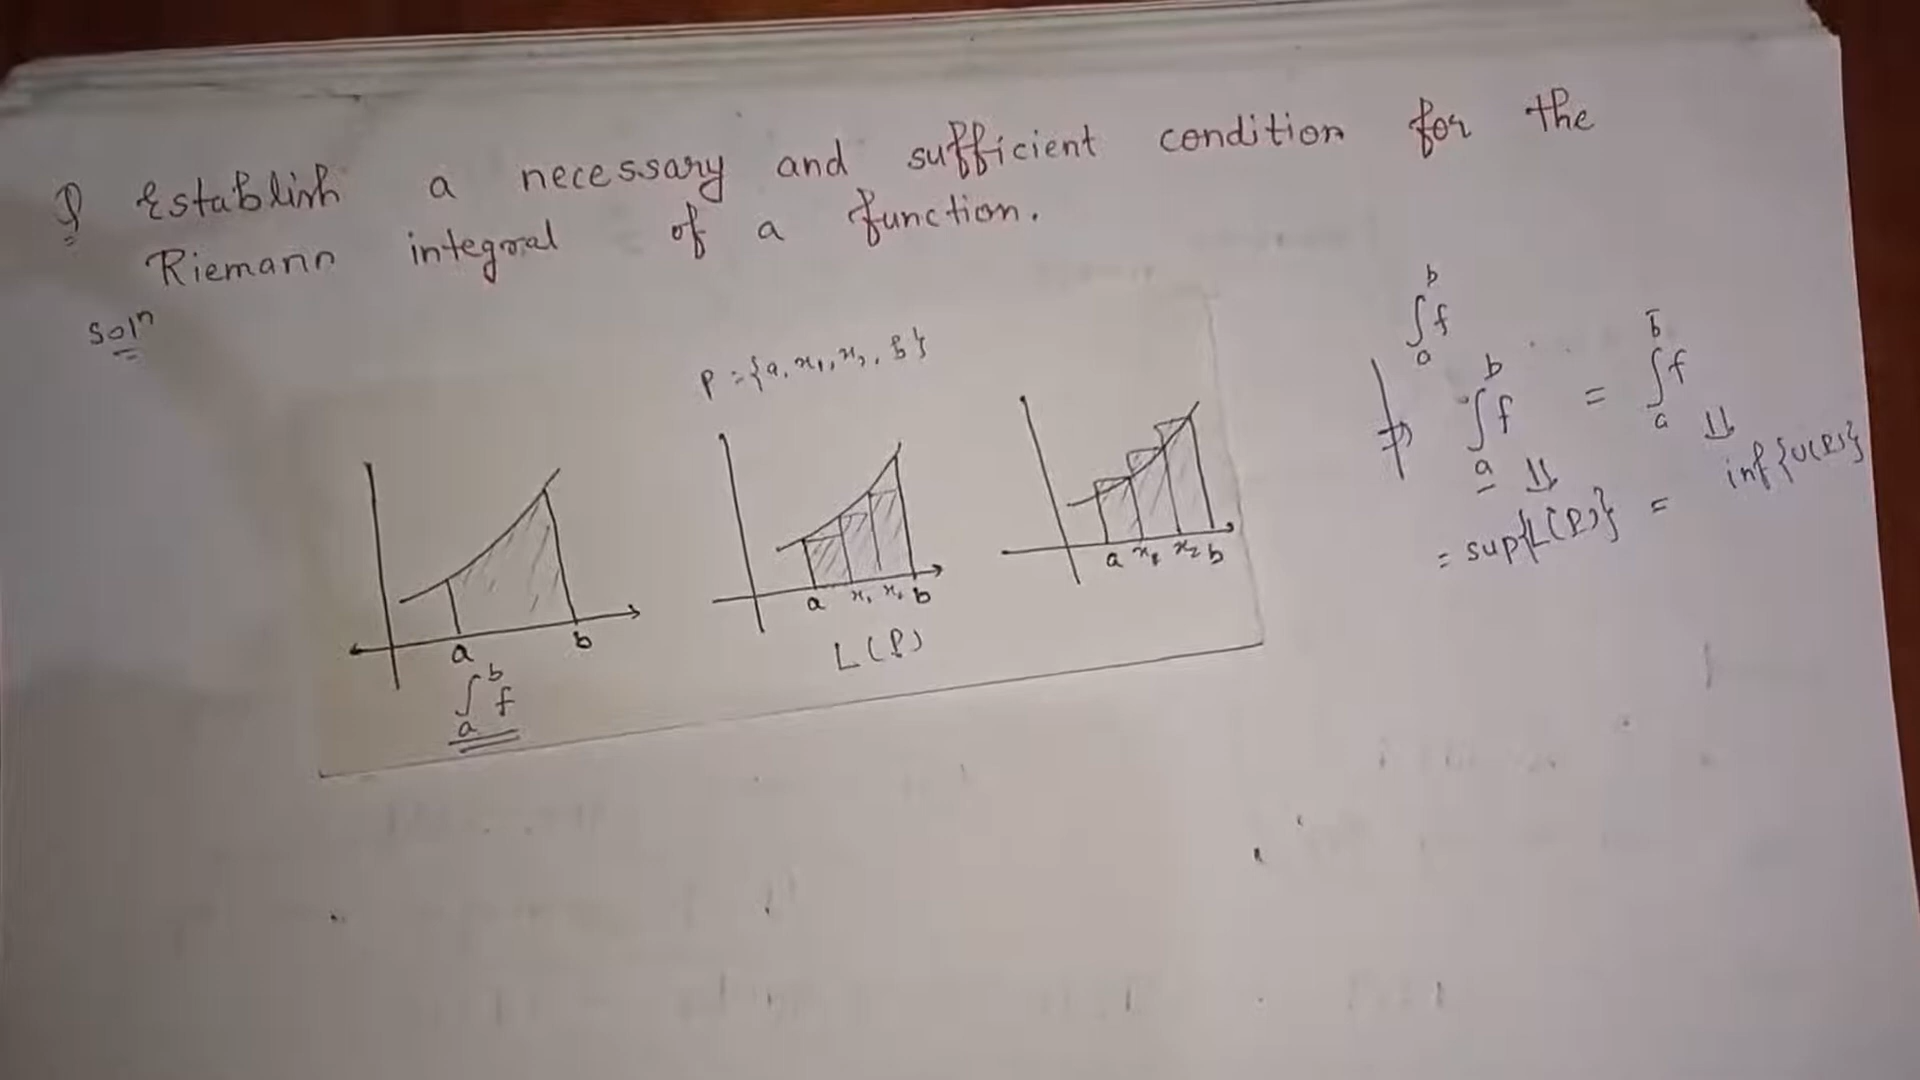 Q Establish a necessary and sufficient condition for the
Riemann integral of a function.
Solⁿ
P = {a, x₁, x₂, b}
a b
∫ₐᵇ f
a x₁ x₂ b
L(P)
a x₁ x₂ b
∫ₐᵇ f
⇒ ∫ₐᵇ f = ∫ₐᵇ̄ f
⇓ ⇓
= sup{L(P)} = inf{U(P)}